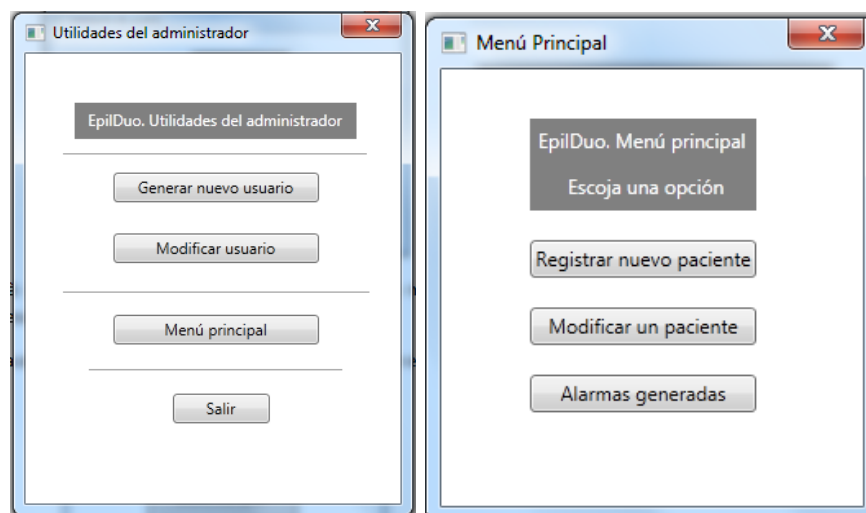 Utilidades del administrador
EpilDuo. Utilidades del administrador
Generar nuevo usuario
Modificar usuario
Menú principal
Salir
Menú Principal
EpilDuo. Menú principal
Escoja una opción
Registrar nuevo paciente
Modificar un paciente
Alarmas generadas